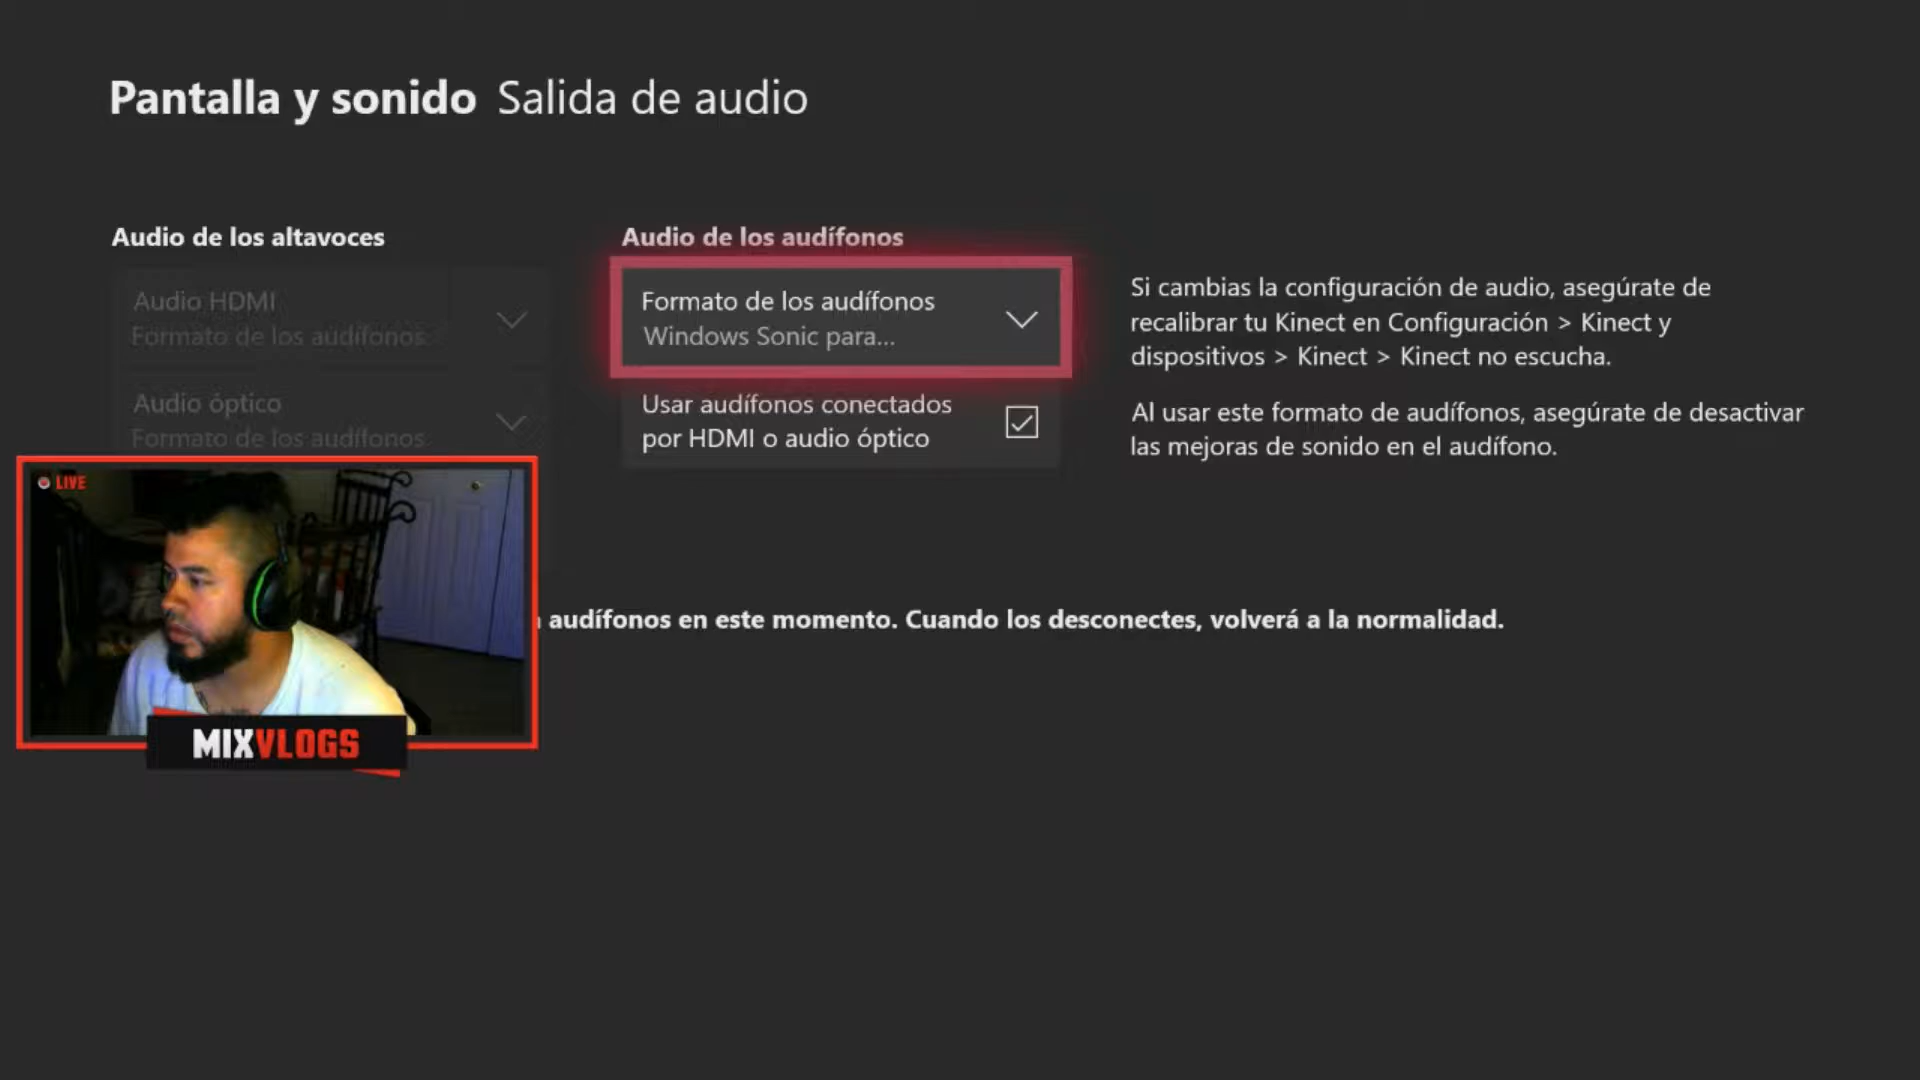 Pantalla y sonido Salida de audio
Audio de los altavoces
Audio HDMI
Formato de los audífonos
Audio óptico
Formato de los audífonos
Audio de los audífonos
Formato de los audífonos
Windows Sonic para...
Usar audífonos conectados
por HDMI o audio óptico
Si cambias la configuración de audio, asegúrate de
recalibrar tu Kinect en Configuración > Kinect y
dispositivos > Kinect > Kinect no escucha.
Al usar este formato de audífonos, asegúrate de desactivar
las mejoras de sonido en el audífono.
audífonos en este momento. Cuando los desconectes, volverá a la normalidad.
LIVE
MIXVLOGS